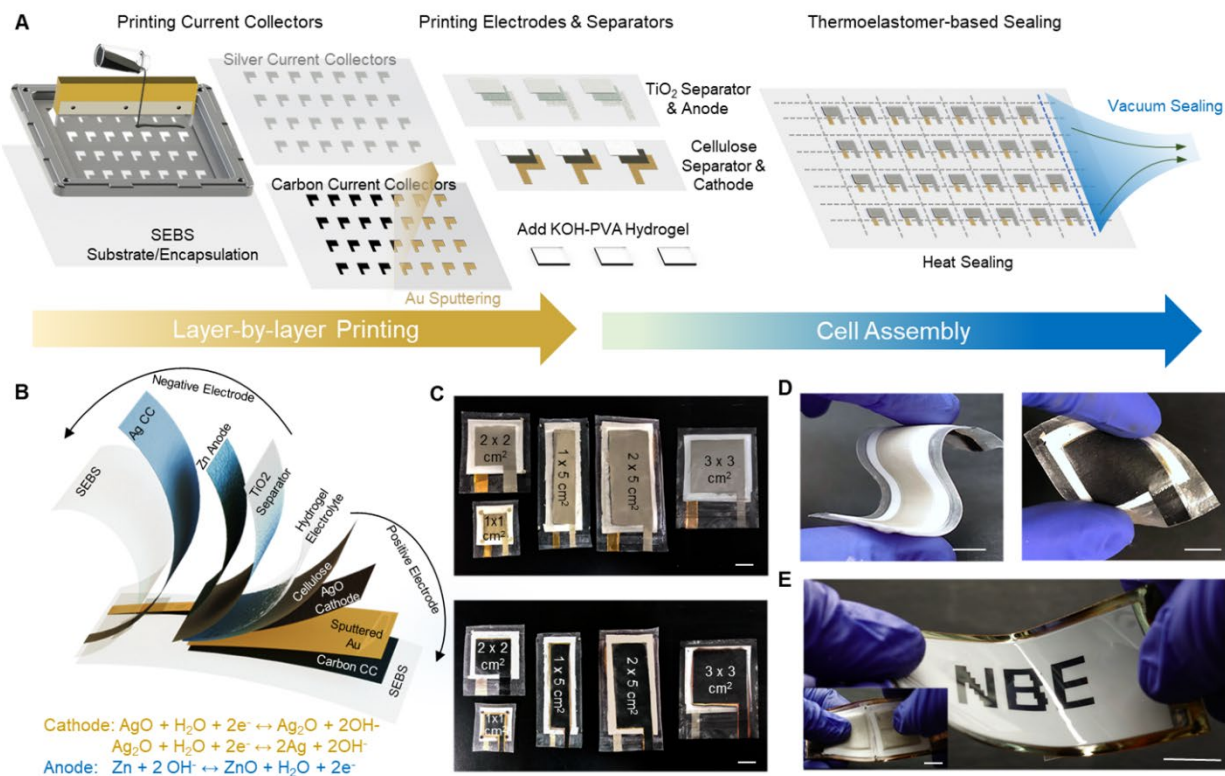 A
Printing Current Collectors
Printing Electrodes & Separators
Thermoelastomer-based Sealing
Silver Current Collectors
Carbon Current Collectors
SEBS
Substrate/Encapsulation
Au Sputtering
TiO₂ Separator
& Anode
Cellulose
Separator &
Cathode
Add KOH-PVA Hydrogel
Vacuum Sealing
Heat Sealing
Layer-by-layer Printing
Cell Assembly
B
Negative Electrode
SEBS
Ag CC
Zn Anode
TiO2
Separator
Hydrogel
Electrolyte
Cellulose
AgO
Cathode
Sputtered
Au
Carbon CC
SEBS
Positive Electrode
Cathode: AgO + H₂O + 2e⁻ ↔ Ag₂O + 2OH-
Ag₂O + H₂O + 2e⁻ ↔ 2Ag + 2OH⁻
Anode: Zn + 2 OH⁻ ↔ ZnO + H₂O + 2e⁻
C
2 x 2
cm²
1x1
cm²
1 x 5 cm²
2 x 5 cm²
3 x 3
cm²
2 x 2
cm²
1x1
cm²
1 x 5 cm²
2 x 5 cm²
3 x 3
cm²
D
E
NBE